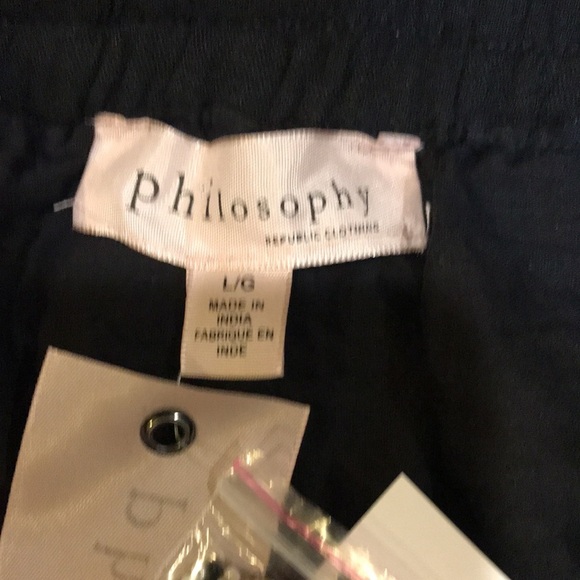 philosophy
REPUBLIC CLOTHING
L/G
MADE IN
INDIA
FABRIQUE EN
INDE